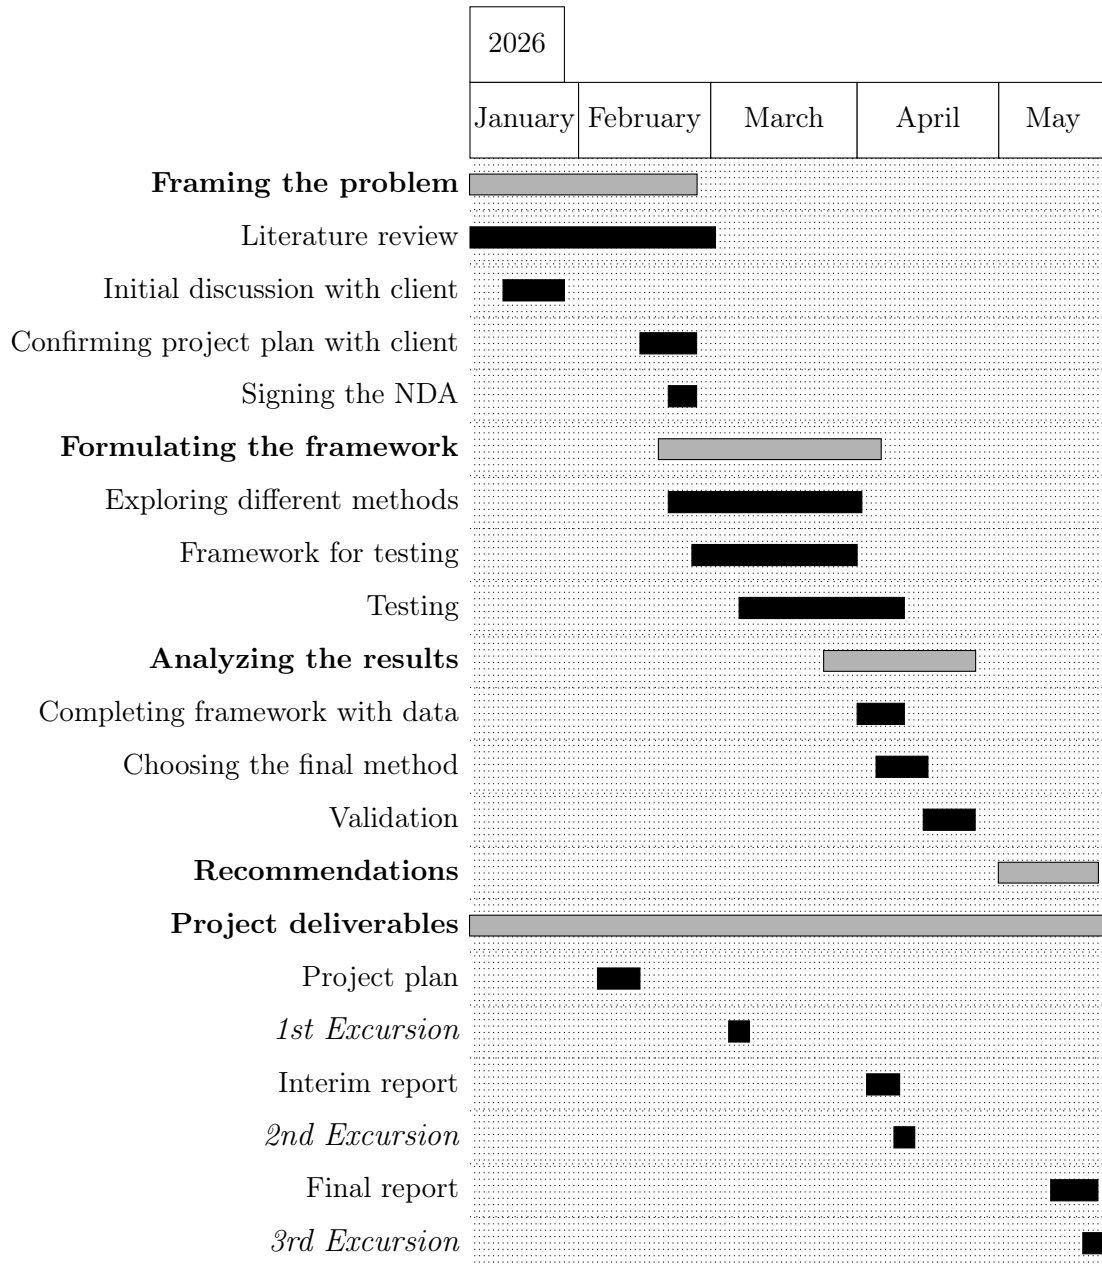 2026
January February March April May
Framing the problem
Literature review
Initial discussion with client
Confirming project plan with client
Signing the NDA
Formulating the framework
Exploring different methods
Framework for testing
Testing
Analyzing the results
Completing framework with data
Choosing the final method
Validation
Recommendations
Project deliverables
Project plan
1st Excursion
Interim report
2nd Excursion
Final report
3rd Excursion